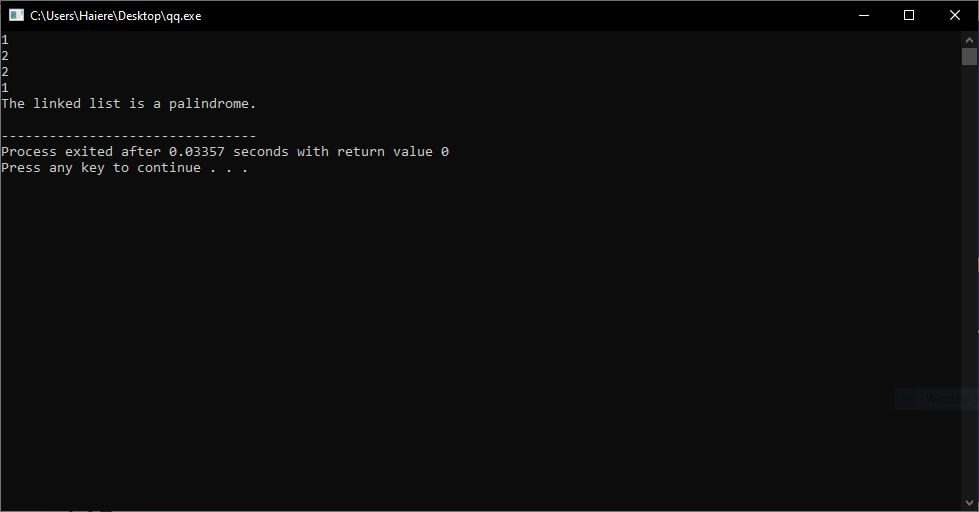 C:\Users\Haiere\Desktop\qq.exe
1
2
2
1
The linked list is a palindrome.
--------------------------------
Process exited after 0.03357 seconds with return value 0
Press any key to continue . . .
Window